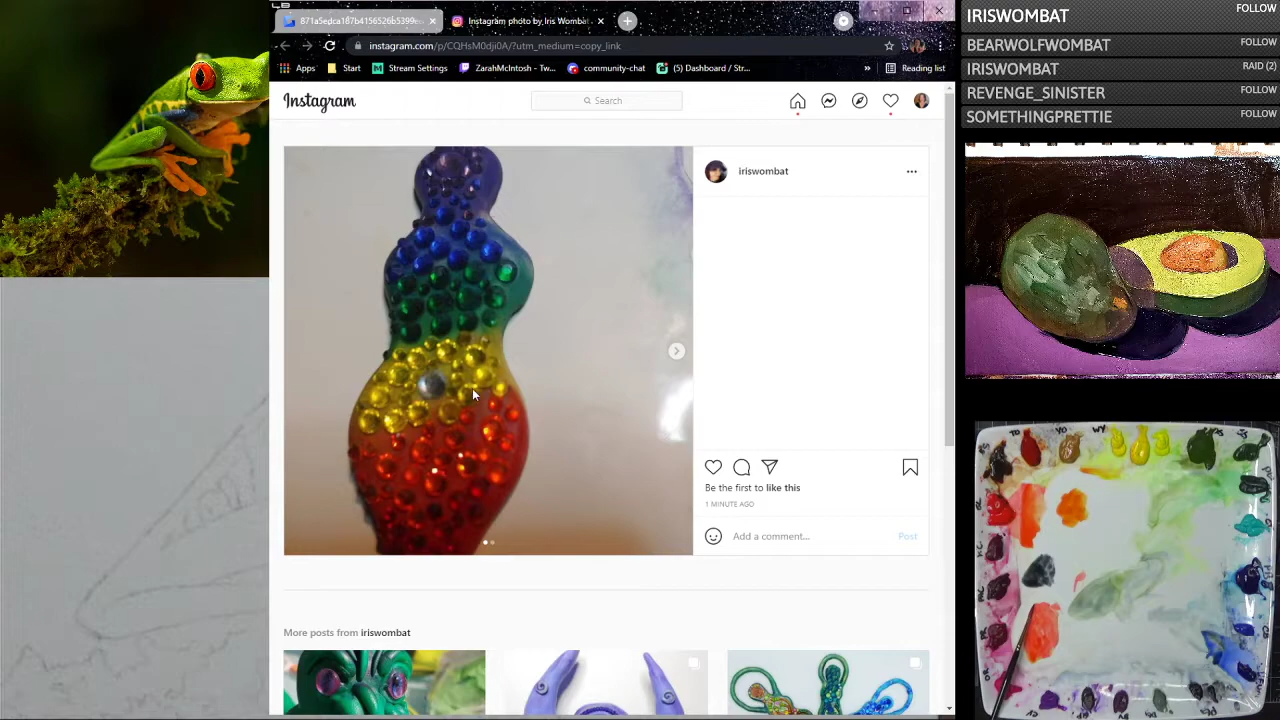 871a5edca187b4156526b5399e
Instagram photo by Iris Wombat
instagram.com/p/CQHsM0dji0A/?utm_medium=copy_link
Apps
Start
Stream Settings
ZarahMcIntosh - Tw...
community-chat
(5) Dashboard / Str...
»
Reading list
Instagram
Search
iriswombat
Be the first to like this
1 MINUTE AGO
Add a comment...
Post
More posts from iriswombat
IRISWOMBAT FOLLOW
BEARWOLFWOMBAT FOLLOW
IRISWOMBAT RAID (2)
REVENGE_SINISTER FOLLOW
SOMETHINGPRETTIE FOLLOW